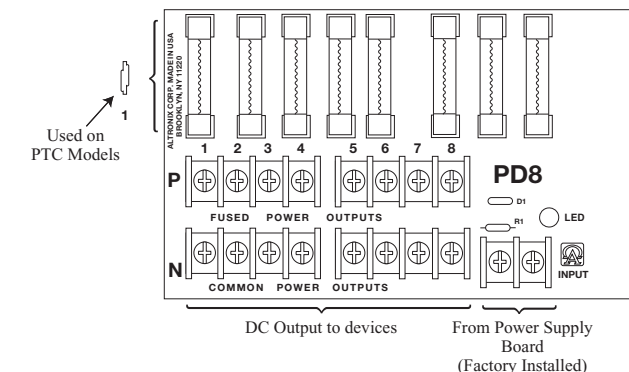 ALTRONIX CORP. MADE IN USA
BROOKLYN, NY 11220
1
Used on
PTC Models
1 2 3 4 5 6 7 8
P
FUSED POWER OUTPUTS
PD8
D1
R1
LED
N
COMMON POWER OUTPUTS
INPUT
DC Output to devices
From Power Supply
Board
(Factory Installed)